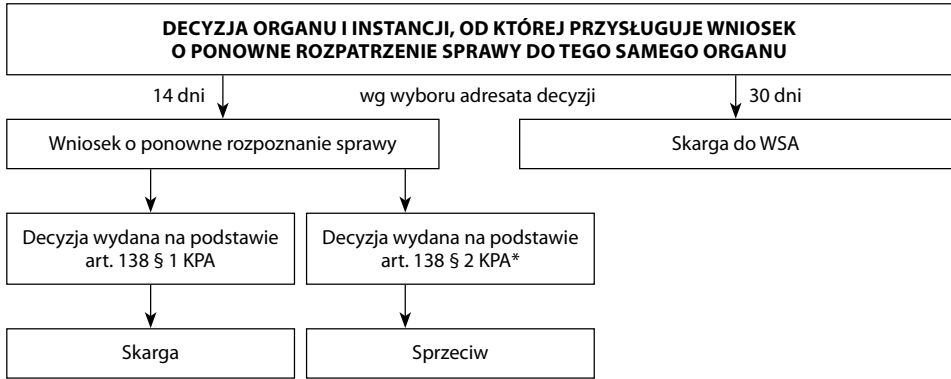 DECYZJA ORGANU I INSTANCJI, OD KTÓREJ PRZYSŁUGUJE WNIOSEK
O PONOWNE ROZPATRZENIE SPRAWY DO TEGO SAMEGO ORGANU
14 dni
wg wyboru adresata decyzji
30 dni
Wniosek o ponowne rozpoznanie sprawy
Skarga do WSA
Decyzja wydana na podstawie
art. 138 § 1 KPA
Decyzja wydana na podstawie
art. 138 § 2 KPA*
Skarga
Sprzeciw